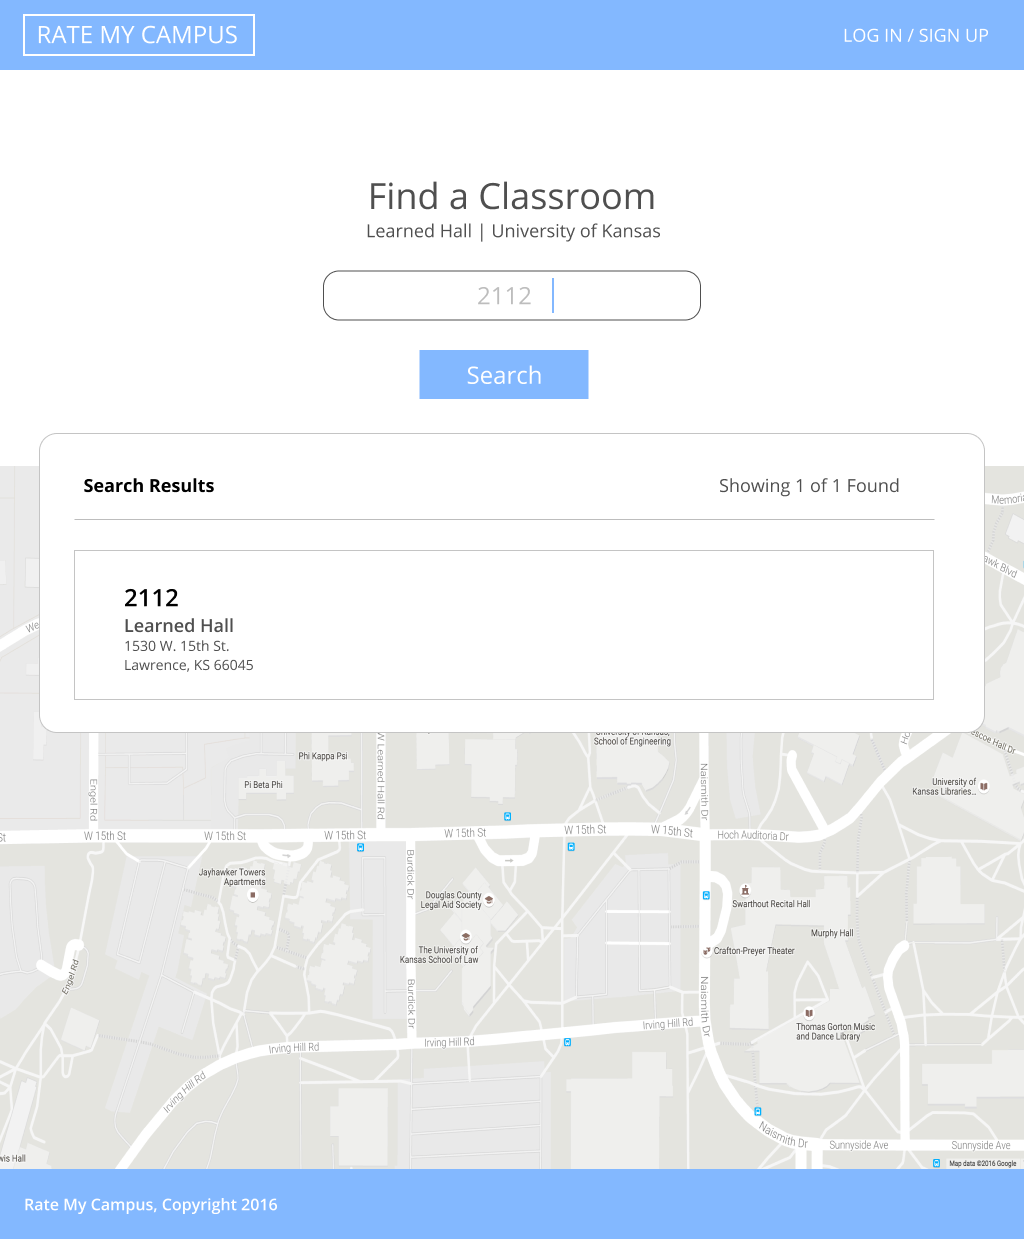 RATE MY CAMPUS
LOG IN / SIGN UP
Find a Classroom
Learned Hall | University of Kansas
2112
Search
Search Results
Showing 1 of 1 Found
2112
Learned Hall
1530 W. 15th St.
Lawrence, KS 66045
Memoria
awk Blvd
We
School of Engineering
W Learned Hall Rd
Phi Kappa Psi
Pi Beta Phi
Engel Rd
Naismith Dr
Ho
escoe Hall Dr
University of
Kansas Libraries...
St
W 15th St
W 15th St
W 15th St
W 15th St
W 15th St
W 15th St
Hoch Auditoria Dr
Jayhawker Towers
Apartments
Burdick Dr
Douglas County
Legal Aid Society
Swarthout Recital Hall
Murphy Hall
The University of
Kansas School of Law
Crafton-Preyer Theater
Engel Rd
Burdick Dr
Naismith Dr
Irving Hill Rd
Thomas Gorton Music
and Dance Library
Irving Hill Rd
Irving Hill Rd
Irving Hill Rd
Naismith Dr
Sunnyside Ave
Sunnyside Ave
wis Hall
Map data ©2016 Google
Rate My Campus, Copyright 2016